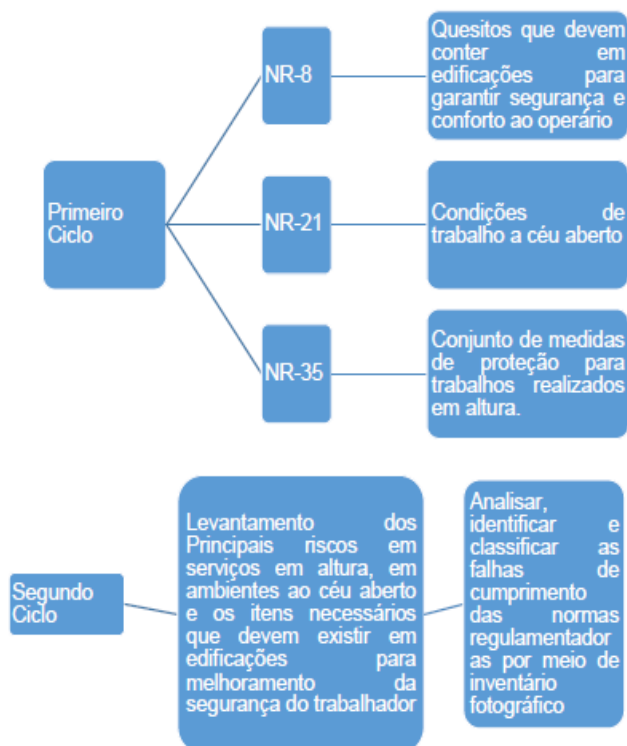 Quesitos que devem
conter em
edificações para
garantir segurança e
conforto ao operário
NR-8
Primeiro
Ciclo
NR-21
Condições de
trabalho a céu aberto
NR-35
Conjunto de medidas
de proteção para
trabalhos realizados
em altura.
Segundo
Ciclo
Levantamento dos
Principais riscos em
serviços em altura, em
ambientes ao céu aberto
e os itens necessários
que devem existir em
edificações para
melhoramento da
segurança do trabalhador
Analisar,
identificar e
classificar as
falhas de
cumprimento
das normas
regulamentador
as por meio de
inventário
fotográfico